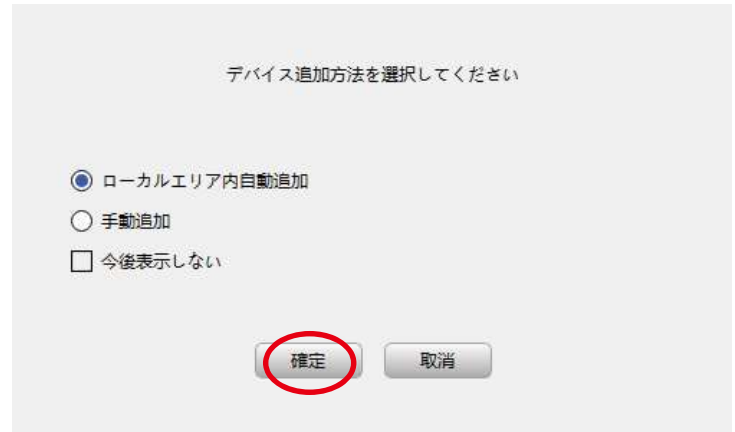 デバイス追加方法を選択してください
ローカルエリア内自動追加
手動追加
今後表示しない
確定
取消